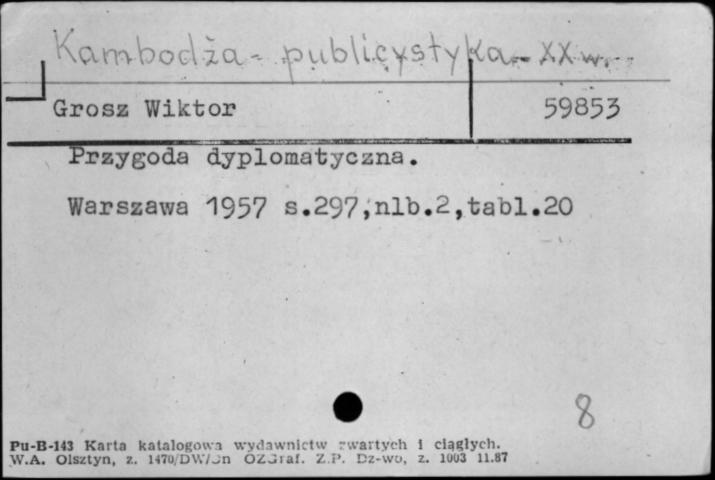 Kambodża - publicystyka - XX w.
Grosz Wiktor 59853
Przygoda dyplomatyczna.
Warszawa 1957 s.297,nlb.2,tabl.20
8
Pu-B-143 Karta katalogowa wydawnictw zwartych i ciągłych.
W.A. Olsztyn, z. 1470/DW/Sn OZGraf. Z.P. Dz-wo, z. 1003 11.87